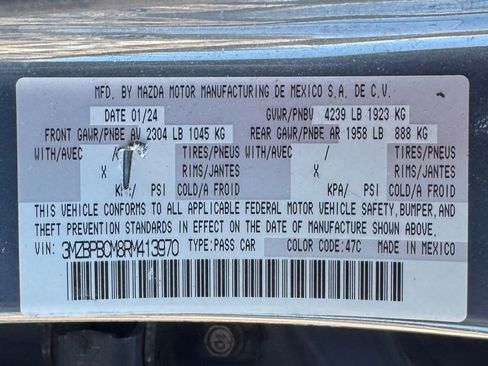 MFD. BY MAZDA MOTOR MANUFACTURING DE MEXICO S.A. DE C.V.
DATE 01/24 GVWR/PNBV 4239 LB 1923 KG
FRONT GAWR/PNBE AV 2304 LB 1045 KG REAR GAWR/PNBE AR 1958 LB 888 KG
WITH/AVEC / TIRES/PNEUS WITH/AVEC / TIRES/PNEUS
X RIMS/JANTES X RIMS/JANTES
KPA/ PSI COLD/A FROID KPA/ PSI COLD/A FROID
THIS VEHICLE CONFORMS TO ALL APPLICABLE FEDERAL MOTOR VEHICLE SAFETY, BUMPER, AND
THEFT PREVENTION STANDARDS IN EFFECT ON THE DATE OF MANUFACTURE SHOWN ABOVE.
VIN: 3MZBPBCM8RM413970 TYPE:PASS CAR COLOR CODE:47C MADE IN MEXICO